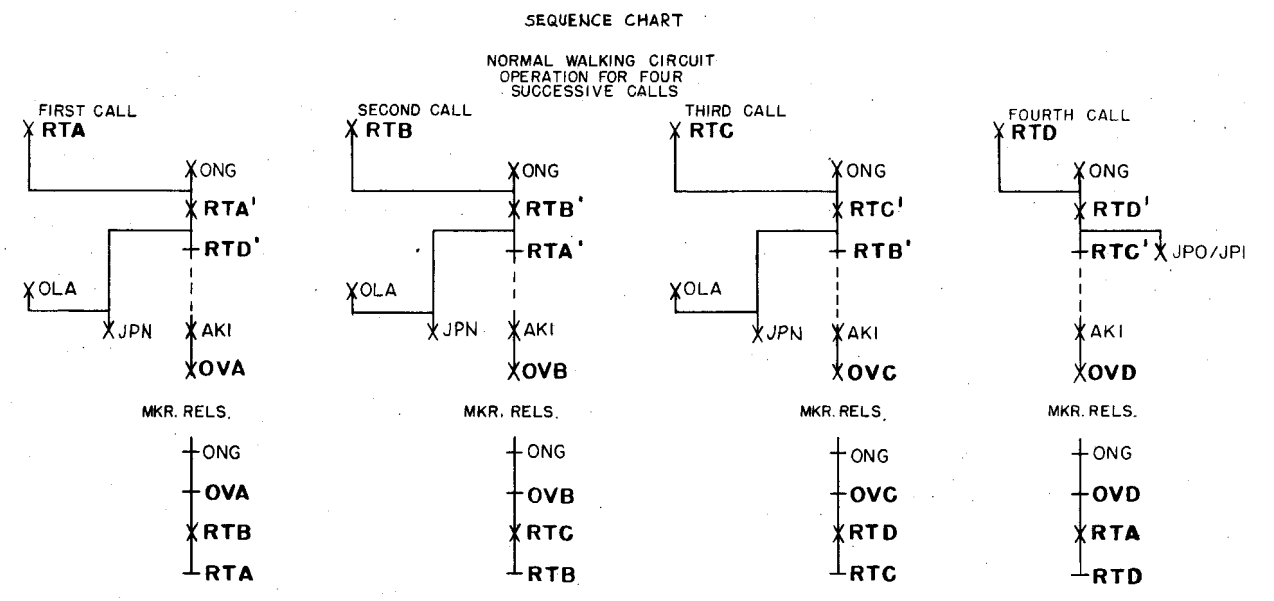 SEQUENCE CHART
NORMAL WALKING CIRCUIT
OPERATION FOR FOUR
SUCCESSIVE CALLS
FIRST CALL
RTA
ONG
RTA'
RTD'
OLA
JPN
AKI
OVA
MKR. RELS.
ONG
OVA
RTB
RTA
SECOND CALL
RTB
ONG
RTB'
RTA'
OLA
JPN
AKI
OVB
MKR. RELS.
ONG
OVB
RTC
RTB
THIRD CALL
RTC
ONG
RTC'
RTB'
OLA
JPN
AKI
OVC
MKR. RELS.
ONG
OVC
RTD
RTC
FOURTH CALL
RTD
ONG
RTD'
RTC'
JPO/JPI
AKI
OVD
MKR. RELS.
ONG
OVD
RTA
RTD